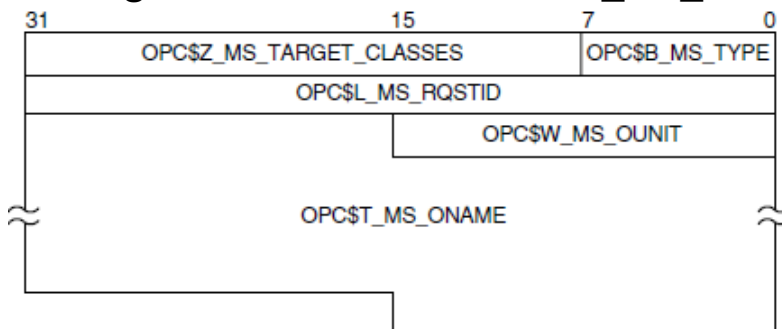 31 15 7 0
OPC$Z_MS_TARGET_CLASSES OPC$B_MS_TYPE
OPC$L_MS_RQSTID
OPC$W_MS_OUNIT
OPC$T_MS_ONAME